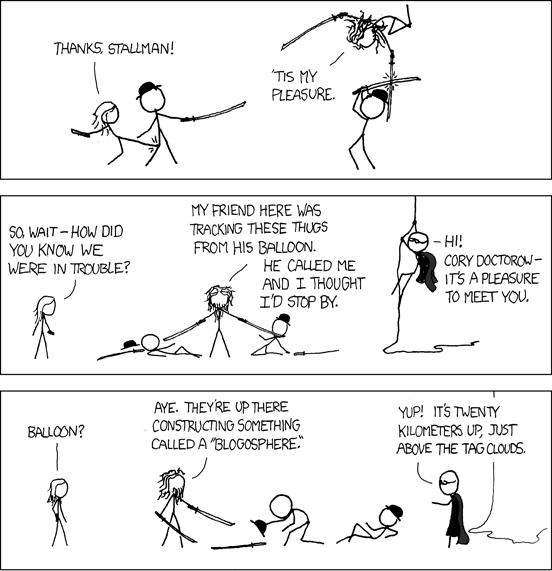 THANKS, STALLMAN!
'TIS MY
PLEASURE.
SO, WAIT – HOW DID
YOU KNOW WE
WERE IN TROUBLE?
MY FRIEND HERE WAS
TRACKING THESE THUGS
FROM HIS BALLOON.
HE CALLED ME
AND I THOUGHT
I'D STOP BY.
HI!
CORY DOCTOROW –
IT'S A PLEASURE
TO MEET YOU.
BALLOON?
AYE. THEY'RE UP THERE
CONSTRUCTING SOMETHING
CALLED A "BLOGOSPHERE."
YUP! IT'S TWENTY
KILOMETERS UP, JUST
ABOVE THE TAG CLOUDS.